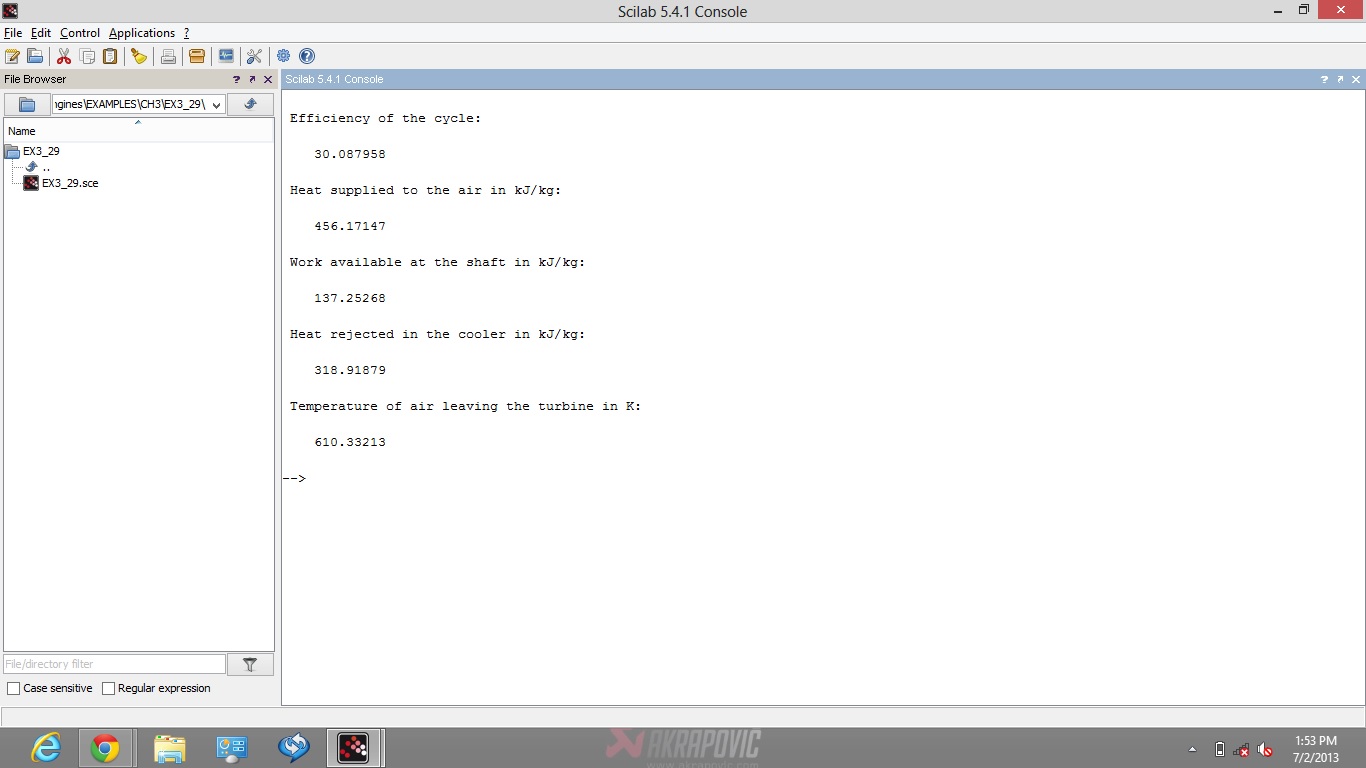 Scilab 5.4.1 Console
File Edit Control Applications ?
File Browser
Scilab 5.4.1 Console
ngines\EXAMPLES\CH3\EX3_29\
Name
EX3_29
..
EX3_29.sce
Efficiency of the cycle:
30.087958
Heat supplied to the air in kJ/kg:
456.17147
Work available at the shaft in kJ/kg:
137.25268
Heat rejected in the cooler in kJ/kg:
318.91879
Temperature of air leaving the turbine in K:
610.33213
-->
File/directory filter
Case sensitive Regular expression
AKRAPOVIC
www.akrapovic.com
1:53 PM
7/2/2013